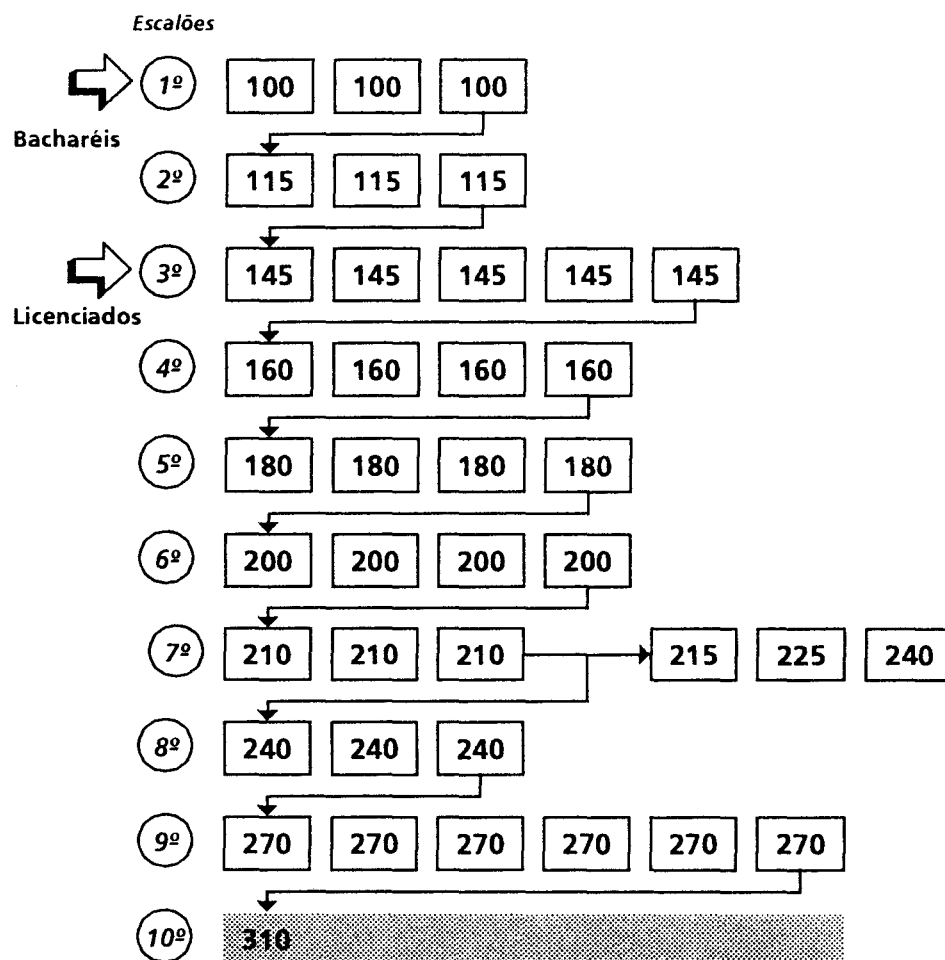 Escalões
1º 100 100 100
Bacharéis
2º 115 115 115
3º 145 145 145 145 145
Licenciados
4º 160 160 160 160
5º 180 180 180 180
6º 200 200 200 200
7º 210 210 210 215 225 240
8º 240 240 240
9º 270 270 270 270 270 270
10º 310